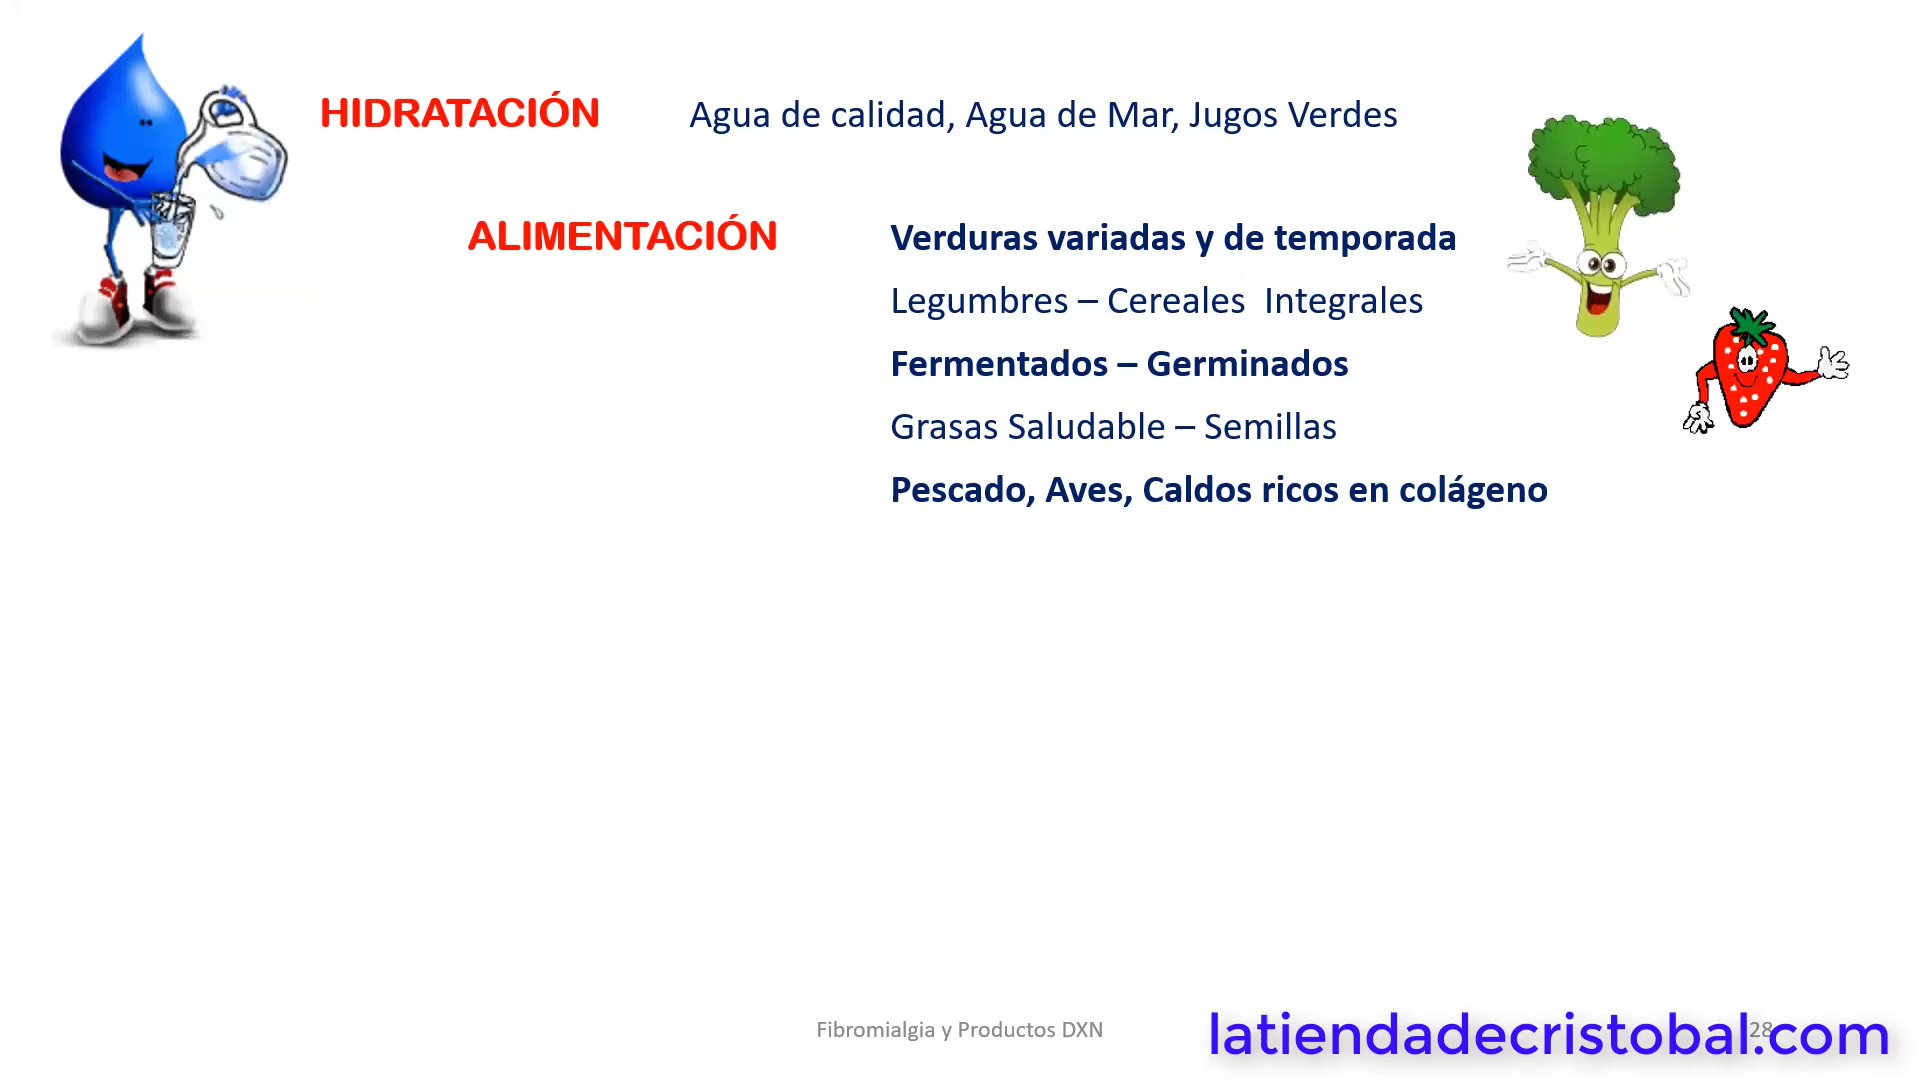 HIDRATACIÓN Agua de calidad, Agua de Mar, Jugos Verdes
ALIMENTACIÓN Verduras variadas y de temporada
Legumbres – Cereales Integrales
Fermentados – Germinados
Grasas Saludable – Semillas
Pescado, Aves, Caldos ricos en colágeno
Fibromialgia y Productos DXN
28
latiendadecristobal.com